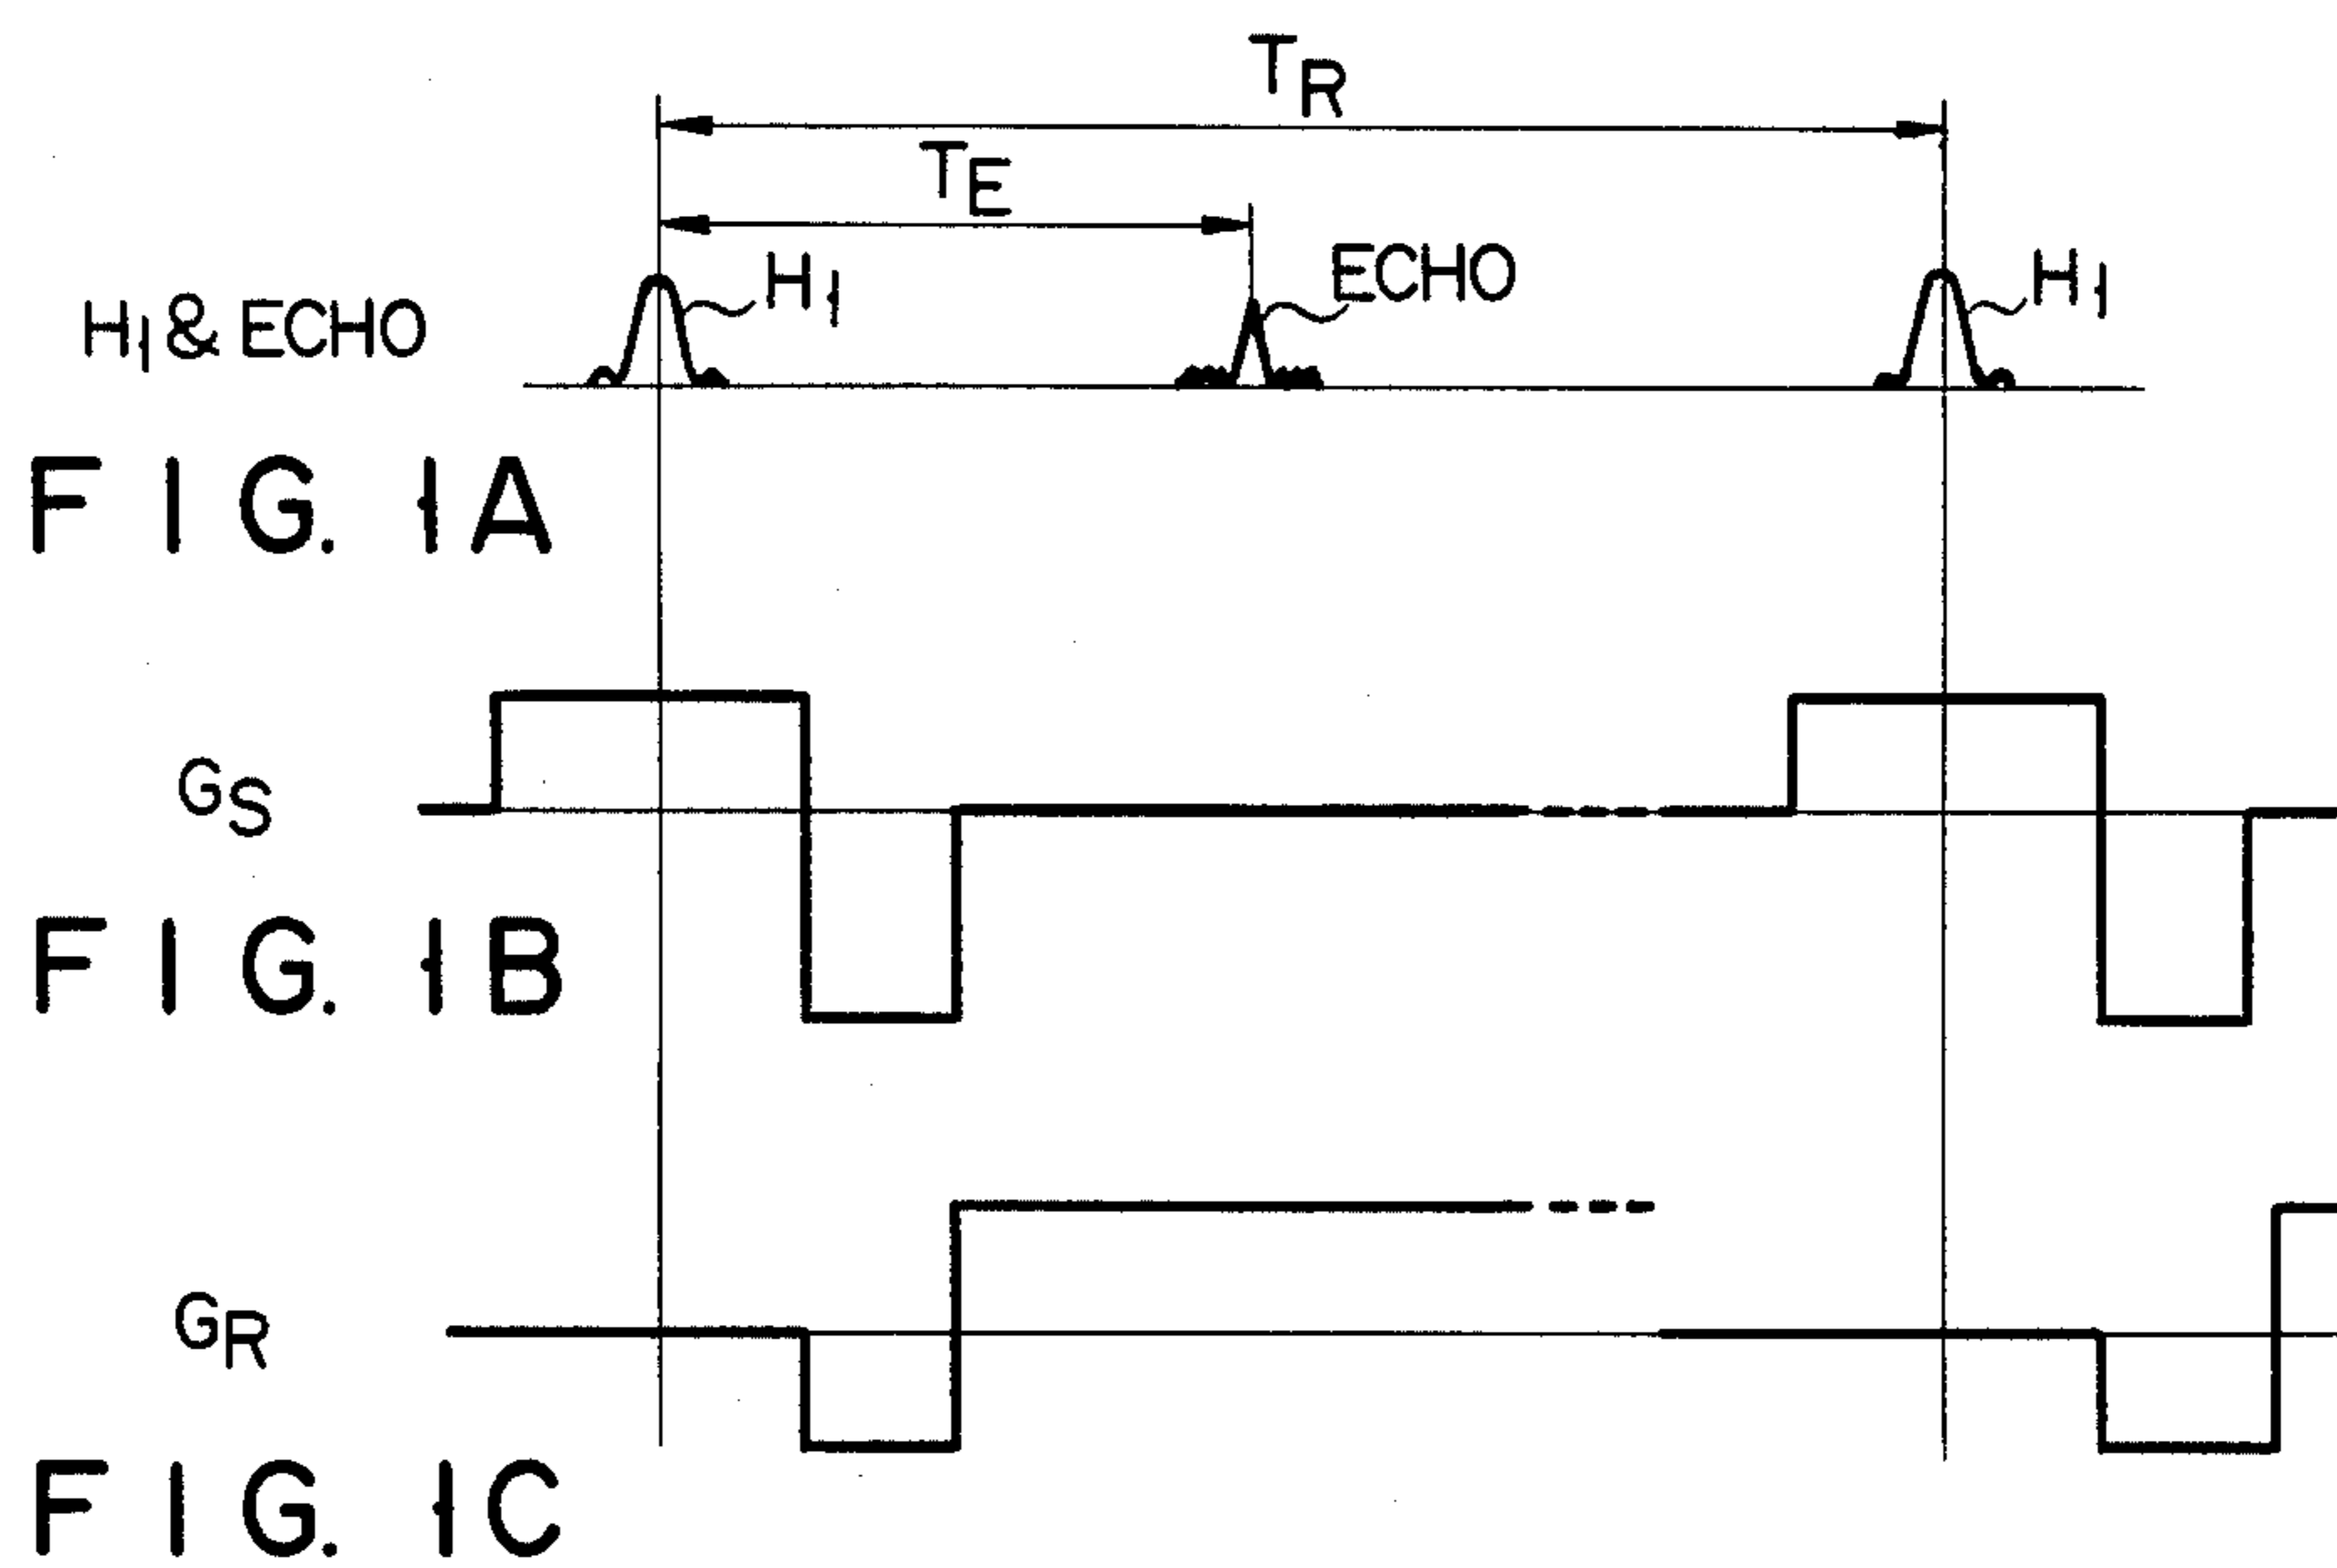 TR
TE
H1 & ECHO
H1
ECHO
H1
FIG. 1A
GS
FIG. 1B
GR
FIG. 1C